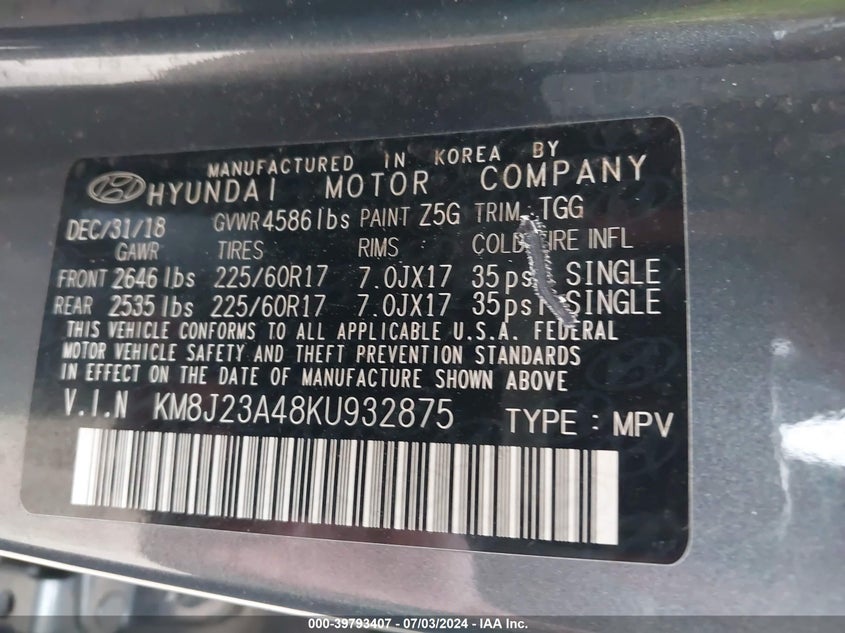 MANUFACTURED IN KOREA BY
HYUNDAI MOTOR COMPANY
DEC/31/18 GVWR 4586 lbs PAINT Z5G TRIM TGG
GAWR TIRES RIMS COLD TIRE INFL
FRONT 2646 lbs 225/60R17 7.0JX17 35 psi SINGLE
REAR 2535 lbs 225/60R17 7.0JX17 35 psi SINGLE
THIS VEHICLE CONFORMS TO ALL APPLICABLE U.S.A. FEDERAL
MOTOR VEHICLE SAFETY AND THEFT PREVENTION STANDARDS
IN EFFECT ON THE DATE OF MANUFACTURE SHOWN ABOVE
V.I.N KM8J23A48KU932875 TYPE : MPV
000-39793407 - 07/03/2024 - IAA Inc.